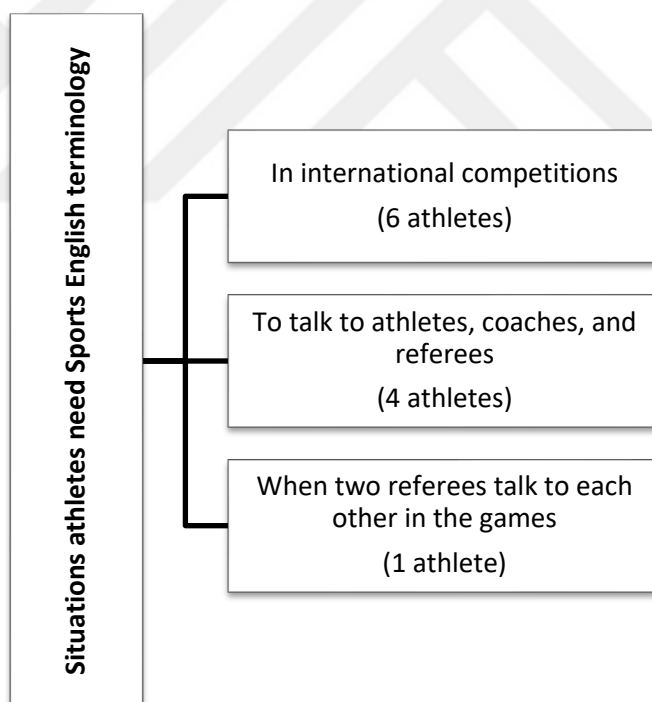 Situations athletes need Sports English terminology
In international competitions
(6 athletes)
To talk to athletes, coaches, and
referees
(4 athletes)
When two referees talk to each
other in the games
(1 athlete)